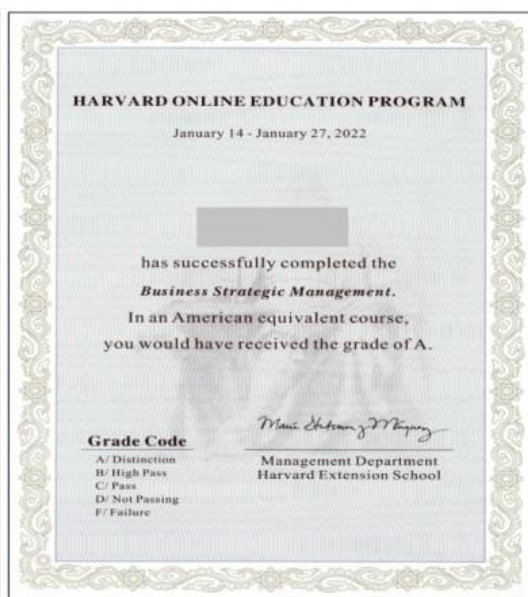 HARVARD ONLINE EDUCATION PROGRAM
January 14 - January 27, 2022
has successfully completed the
Business Strategic Management.
In an American equivalent course,
you would have received the grade of A.
Grade Code
A/ Distinction
B/ High Pass
C/ Pass
D/ Not Passing
F/ Failure
Management Department
Harvard Extension School